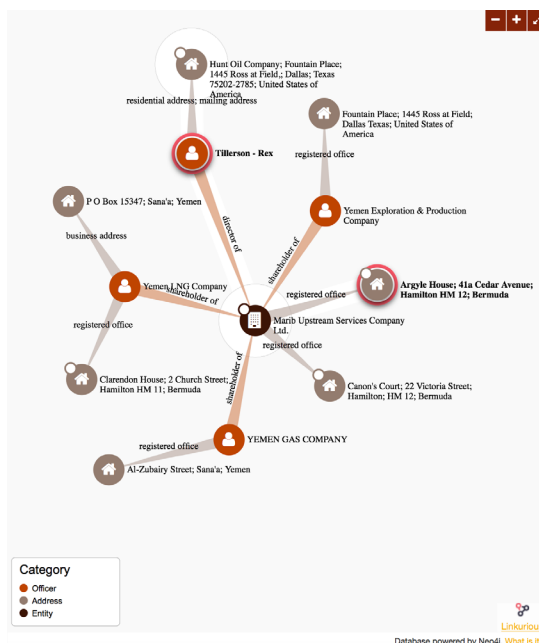 Hunt Oil Company; Fountain Place;
1445 Ross at Field,; Dallas; Texas
75202-2785; United States of
America
residential address; mailing address
Fountain Place; 1445 Ross at Field;
Dallas Texas; United States of
America
Tillerson - Rex
registered office
P O Box 15347; Sana'a; Yemen
Yemen Exploration & Production
Company
director of
business address
shareholder of
Yemen LNG Company
shareholder of
registered office
Argyle House; 41a Cedar Avenue;
Hamilton HM 12; Bermuda
Marib Upstream Services Company
Ltd.
registered office
registered office
shareholder of
Clarendon House; 2 Church Street;
Hamilton HM 11; Bermuda
Canon's Court; 22 Victoria Street;
Hamilton; HM 12; Bermuda
YEMEN GAS COMPANY
registered office
Al-Zubairy Street; Sana'a; Yemen
Category
Officer
Address
Entity
Linkuriou
Database powered by Neo4j. What is it